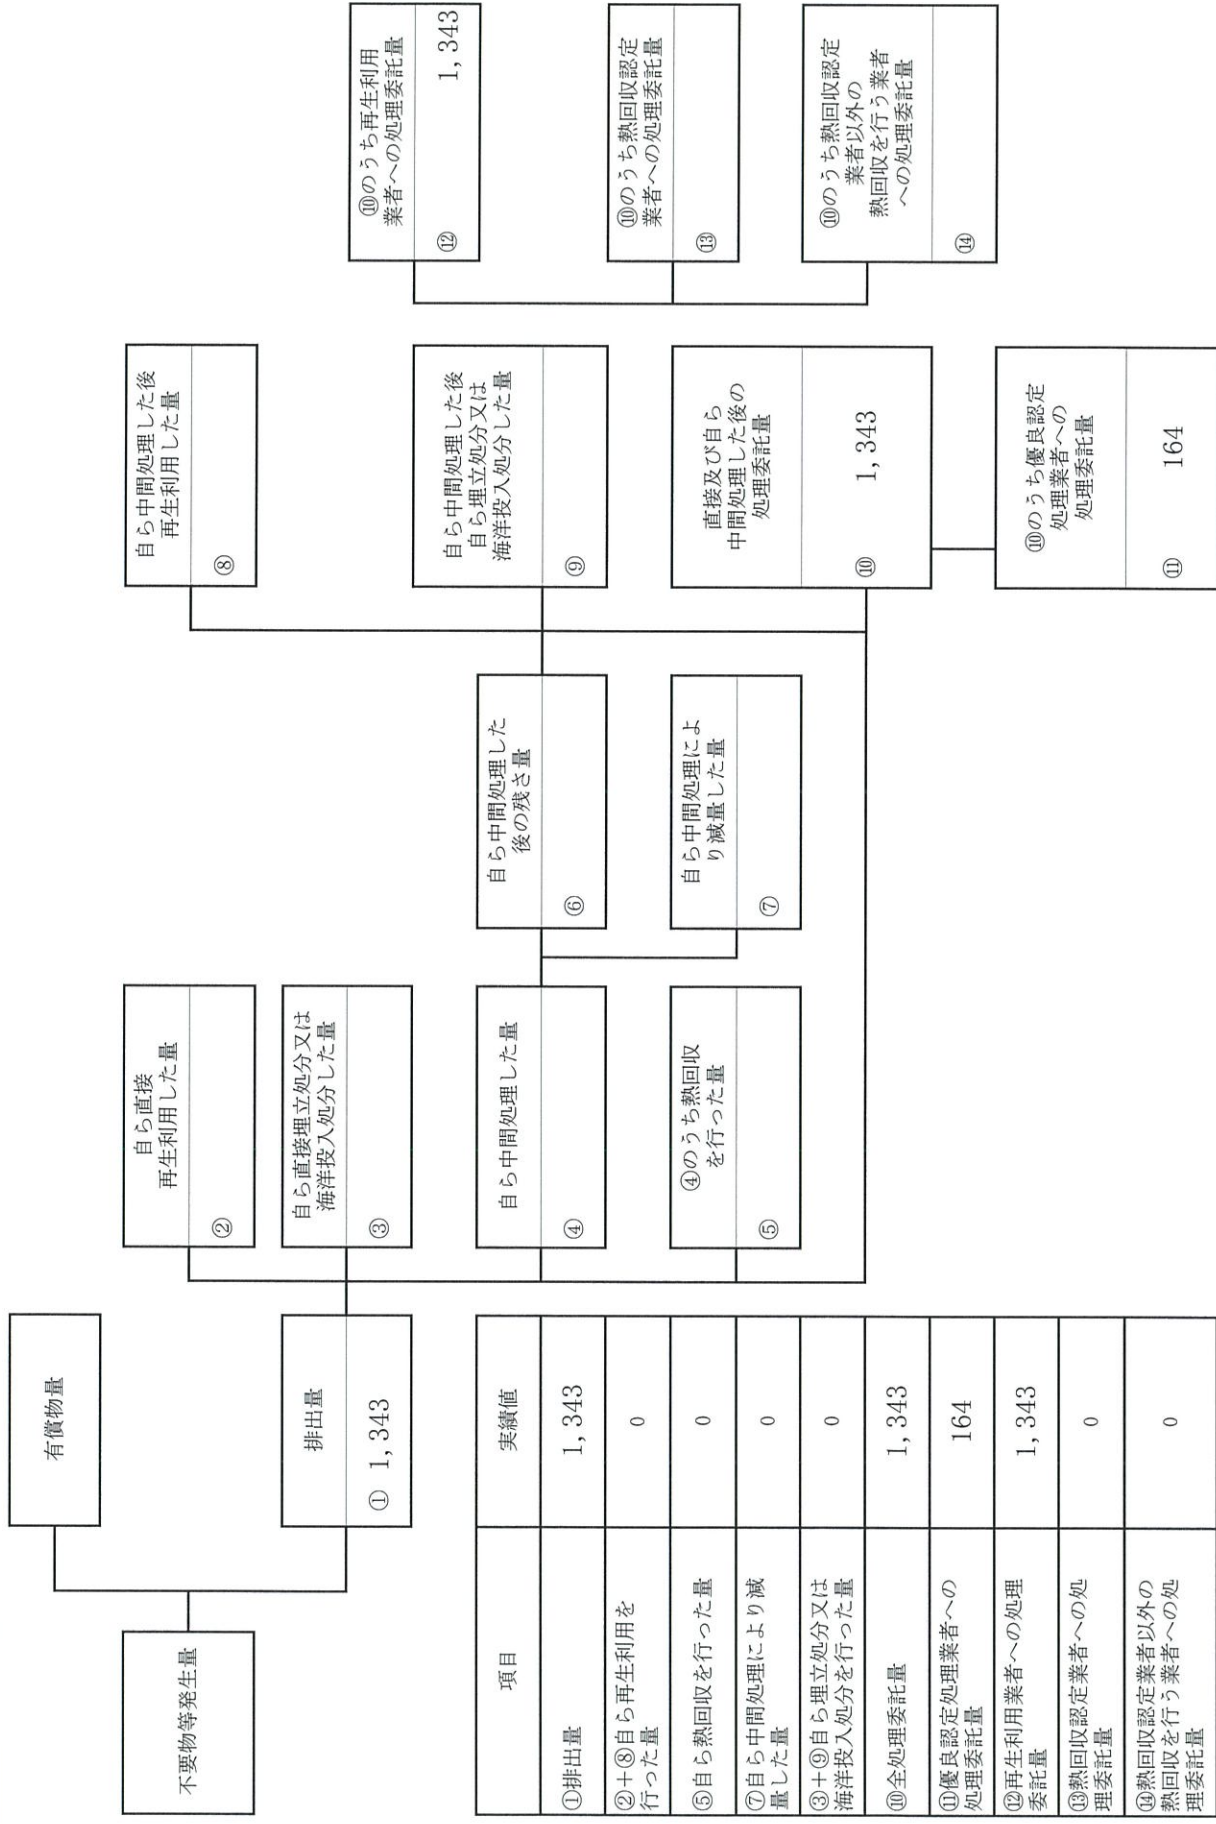 不要物等発生量
有償物量
排出量
① 1,343
自ら直接
再生利用した量
②
自ら直接埋立処分又は
海洋投入処分した量
③
自ら中間処理した量
④
④のうち熱回収
を行った量
⑤
自ら中間処理した
後の残さ量
⑥
自ら中間処理によ
り減量した量
⑦
自ら中間処理した後
再生利用した量
⑧
自ら中間処理した後
自ら埋立処分又は
海洋投入処分した量
⑨
直接及び自ら
中間処理した後の
処理委託量
⑩ 1,343
⑩のうち優良認定
処理業者への
処理委託量
⑪ 164
⑩のうち再生利用
業者への処理委託量
⑫ 1,343
⑩のうち熱回収認定
業者への処理委託量
⑬
⑩のうち熱回収認定
業者以外の
熱回収を行う業者
への処理委託量
⑭
項目 実績値
①排出量 1,343
②+⑧自ら再生利用を
行った量 0
⑤自ら熱回収を行った量 0
⑦自ら中間処理により減
量した量 0
③+⑨自ら埋立処分又は
海洋投入処分を行った量 0
⑩全処理委託量 1,343
⑪優良認定処理業者への
処理委託量 164
⑫再生利用業者への処理
委託量 1,343
⑬熱回収認定業者への処
理委託量 0
⑭熱回収認定業者以外の
熱回収を行う業者への処
理委託量 0